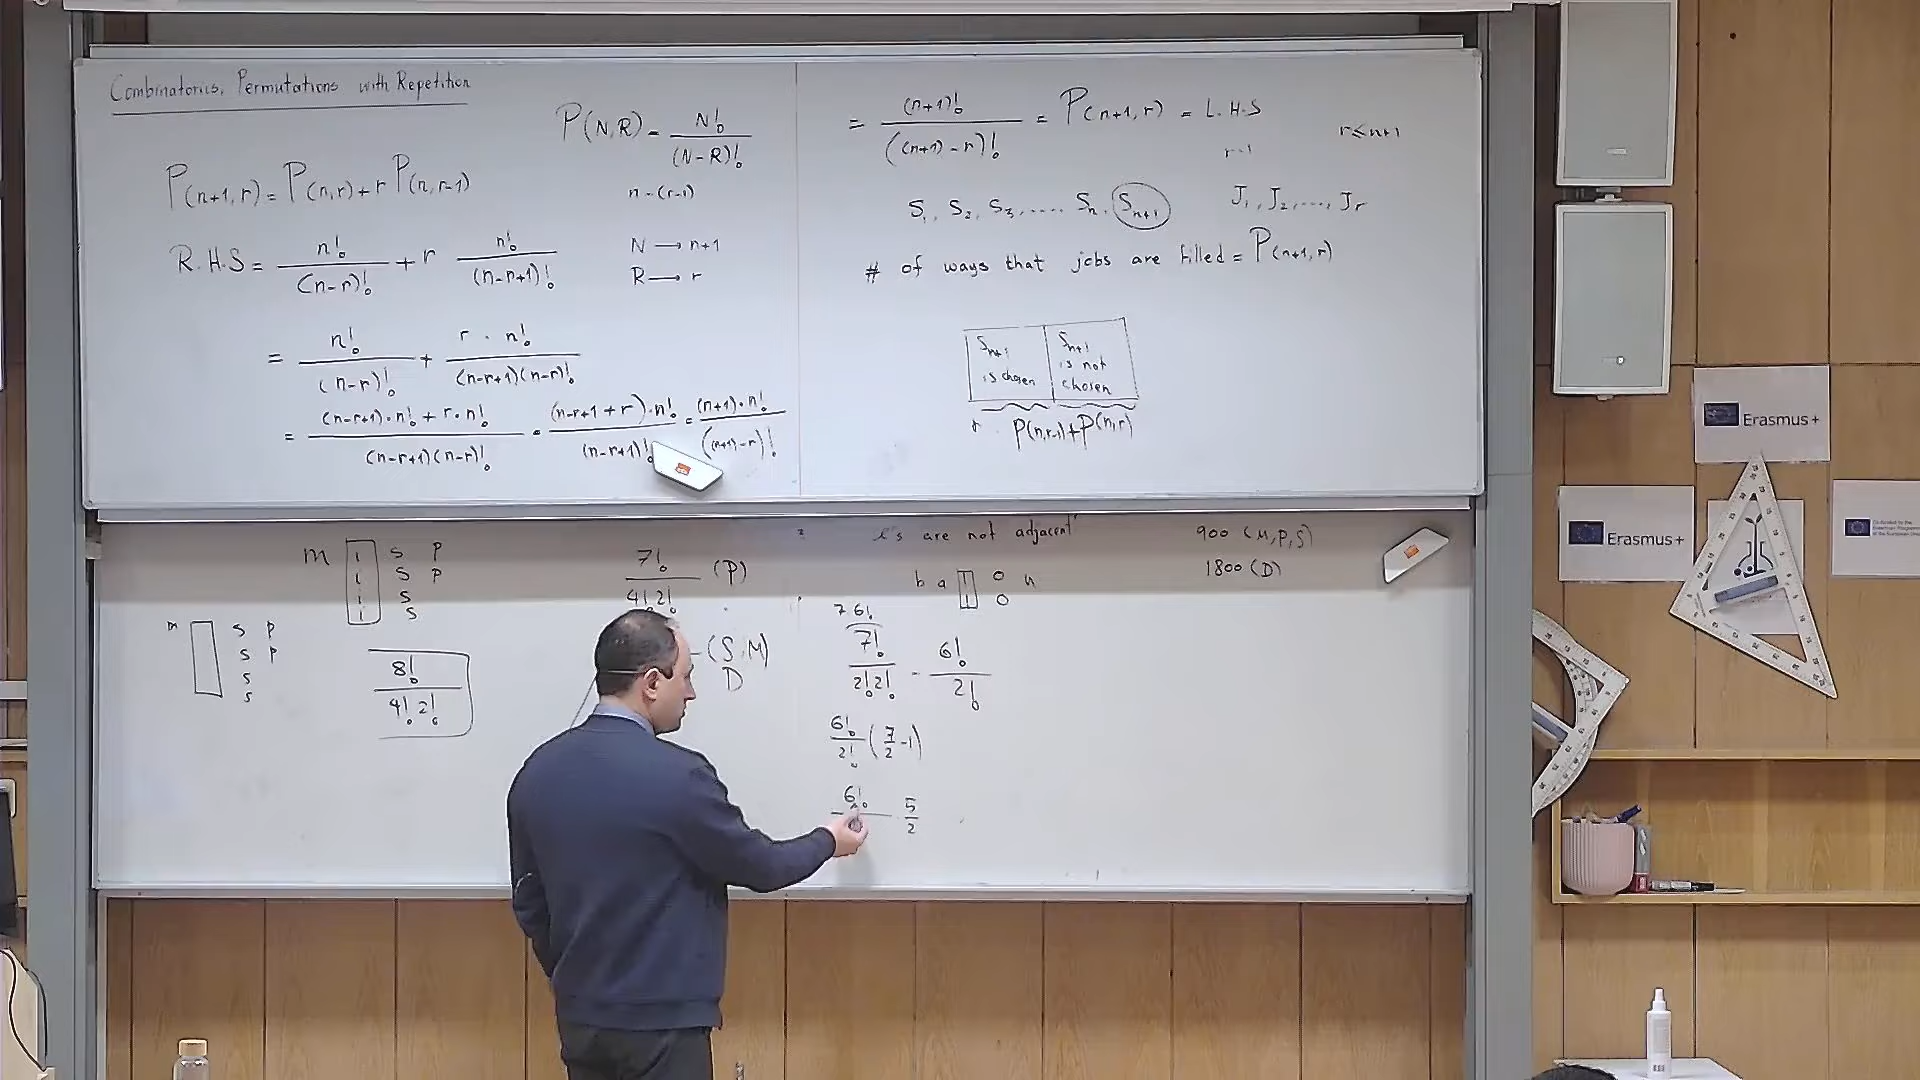 Combinatorics, Permutations with Repetition
P(N,R) = N! / (N-R)!
P(n+1,r) = P(n,r) + r P(n,r-1)
n-(r-1)
R.H.S = n! / (n-r)! + r n! / (n-r+1)!
N → n+1
R → r
= n! / (n-r)! + r · n! / (n-r+1)(n-r)!
= (n-r+1)·n! + r·n! / (n-r+1)(n-r)! = (n-r+1+r)·n! / (n-r+1)! = (n+1)·n! / ((n+1)-r)!
= (n+1)! / ((n+1)-r)! = P(n+1,r) = L.H.S
r≤n+1
r-1
S1, S2, S3, ..... Sn, Sn+1
J1, J2, ..., Jr
# of ways that jobs are filled = P(n+1,r)
Sn+1 is chosen
Sn+1 is not chosen
r · P(n,r-1) + P(n,r)
m i s p
i s p
i s
i s
m s p
s p
s
s
8! / 4! 2!
7! / 4! 2! (P)
(S,M)
D
l's are not adjacent
b a l o n
l o
7 6!
7! / 2!2! - 6! / 2!
6! / 2! (7/2 -1)
6! · 5/2
900 (M,P,S)
1800 (D)
Erasmus+
Erasmus+